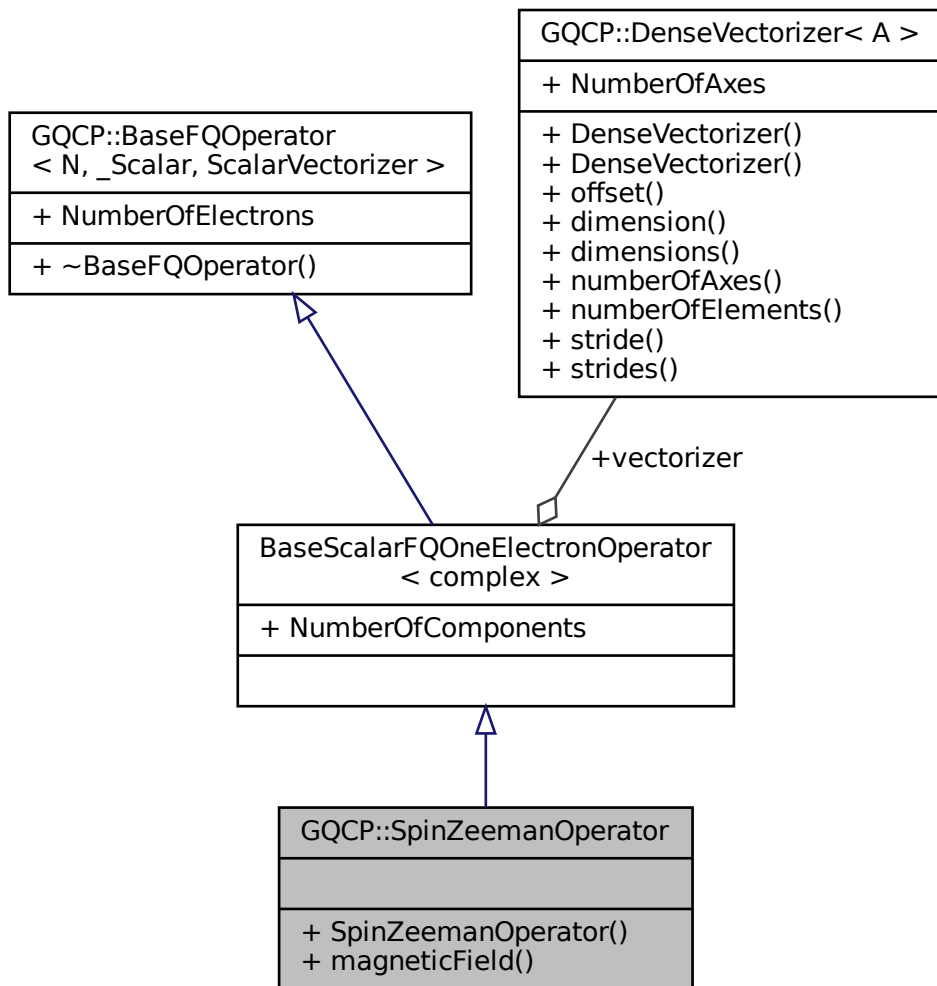 GQCP::DenseVectorizer< A >
+ NumberOfAxes
+ DenseVectorizer()
+ DenseVectorizer()
+ offset()
+ dimension()
+ dimensions()
+ numberOfAxes()
+ numberOfElements()
+ stride()
+ strides()
GQCP::BaseFQOperator
< N, _Scalar, ScalarVectorizer >
+ NumberOfElectrons
+ ~BaseFQOperator()
+vectorizer
BaseScalarFQOneElectronOperator
< complex >
+ NumberOfComponents
GQCP::SpinZeemanOperator
+ SpinZeemanOperator()
+ magneticField()